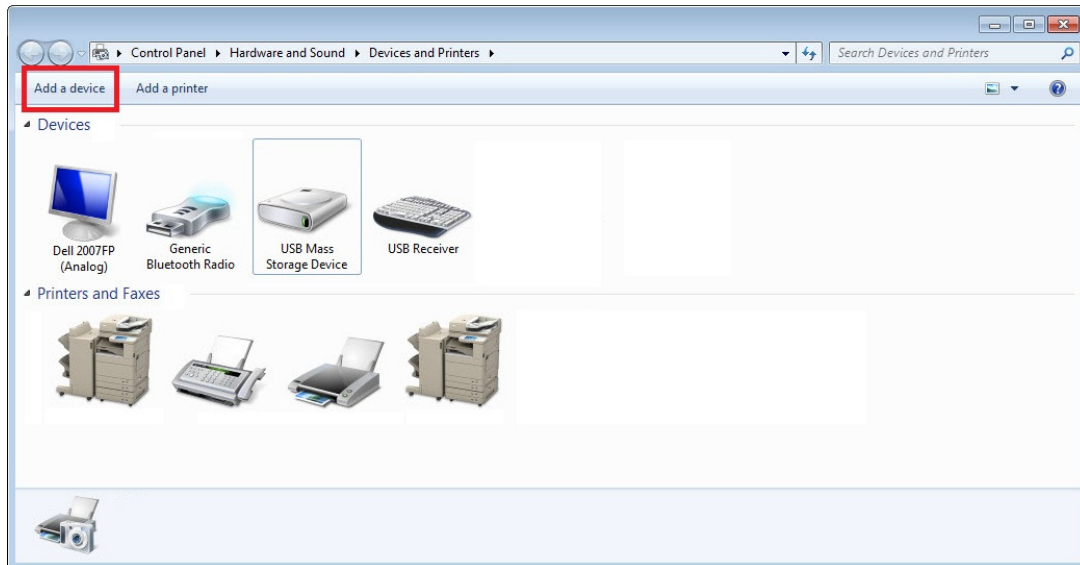 Control Panel ▸ Hardware and Sound ▸ Devices and Printers ▸
Search Devices and Printers
Add a device
Add a printer
Devices
Dell 2007FP
(Analog)
Generic
Bluetooth Radio
USB Mass
Storage Device
USB Receiver
Printers and Faxes